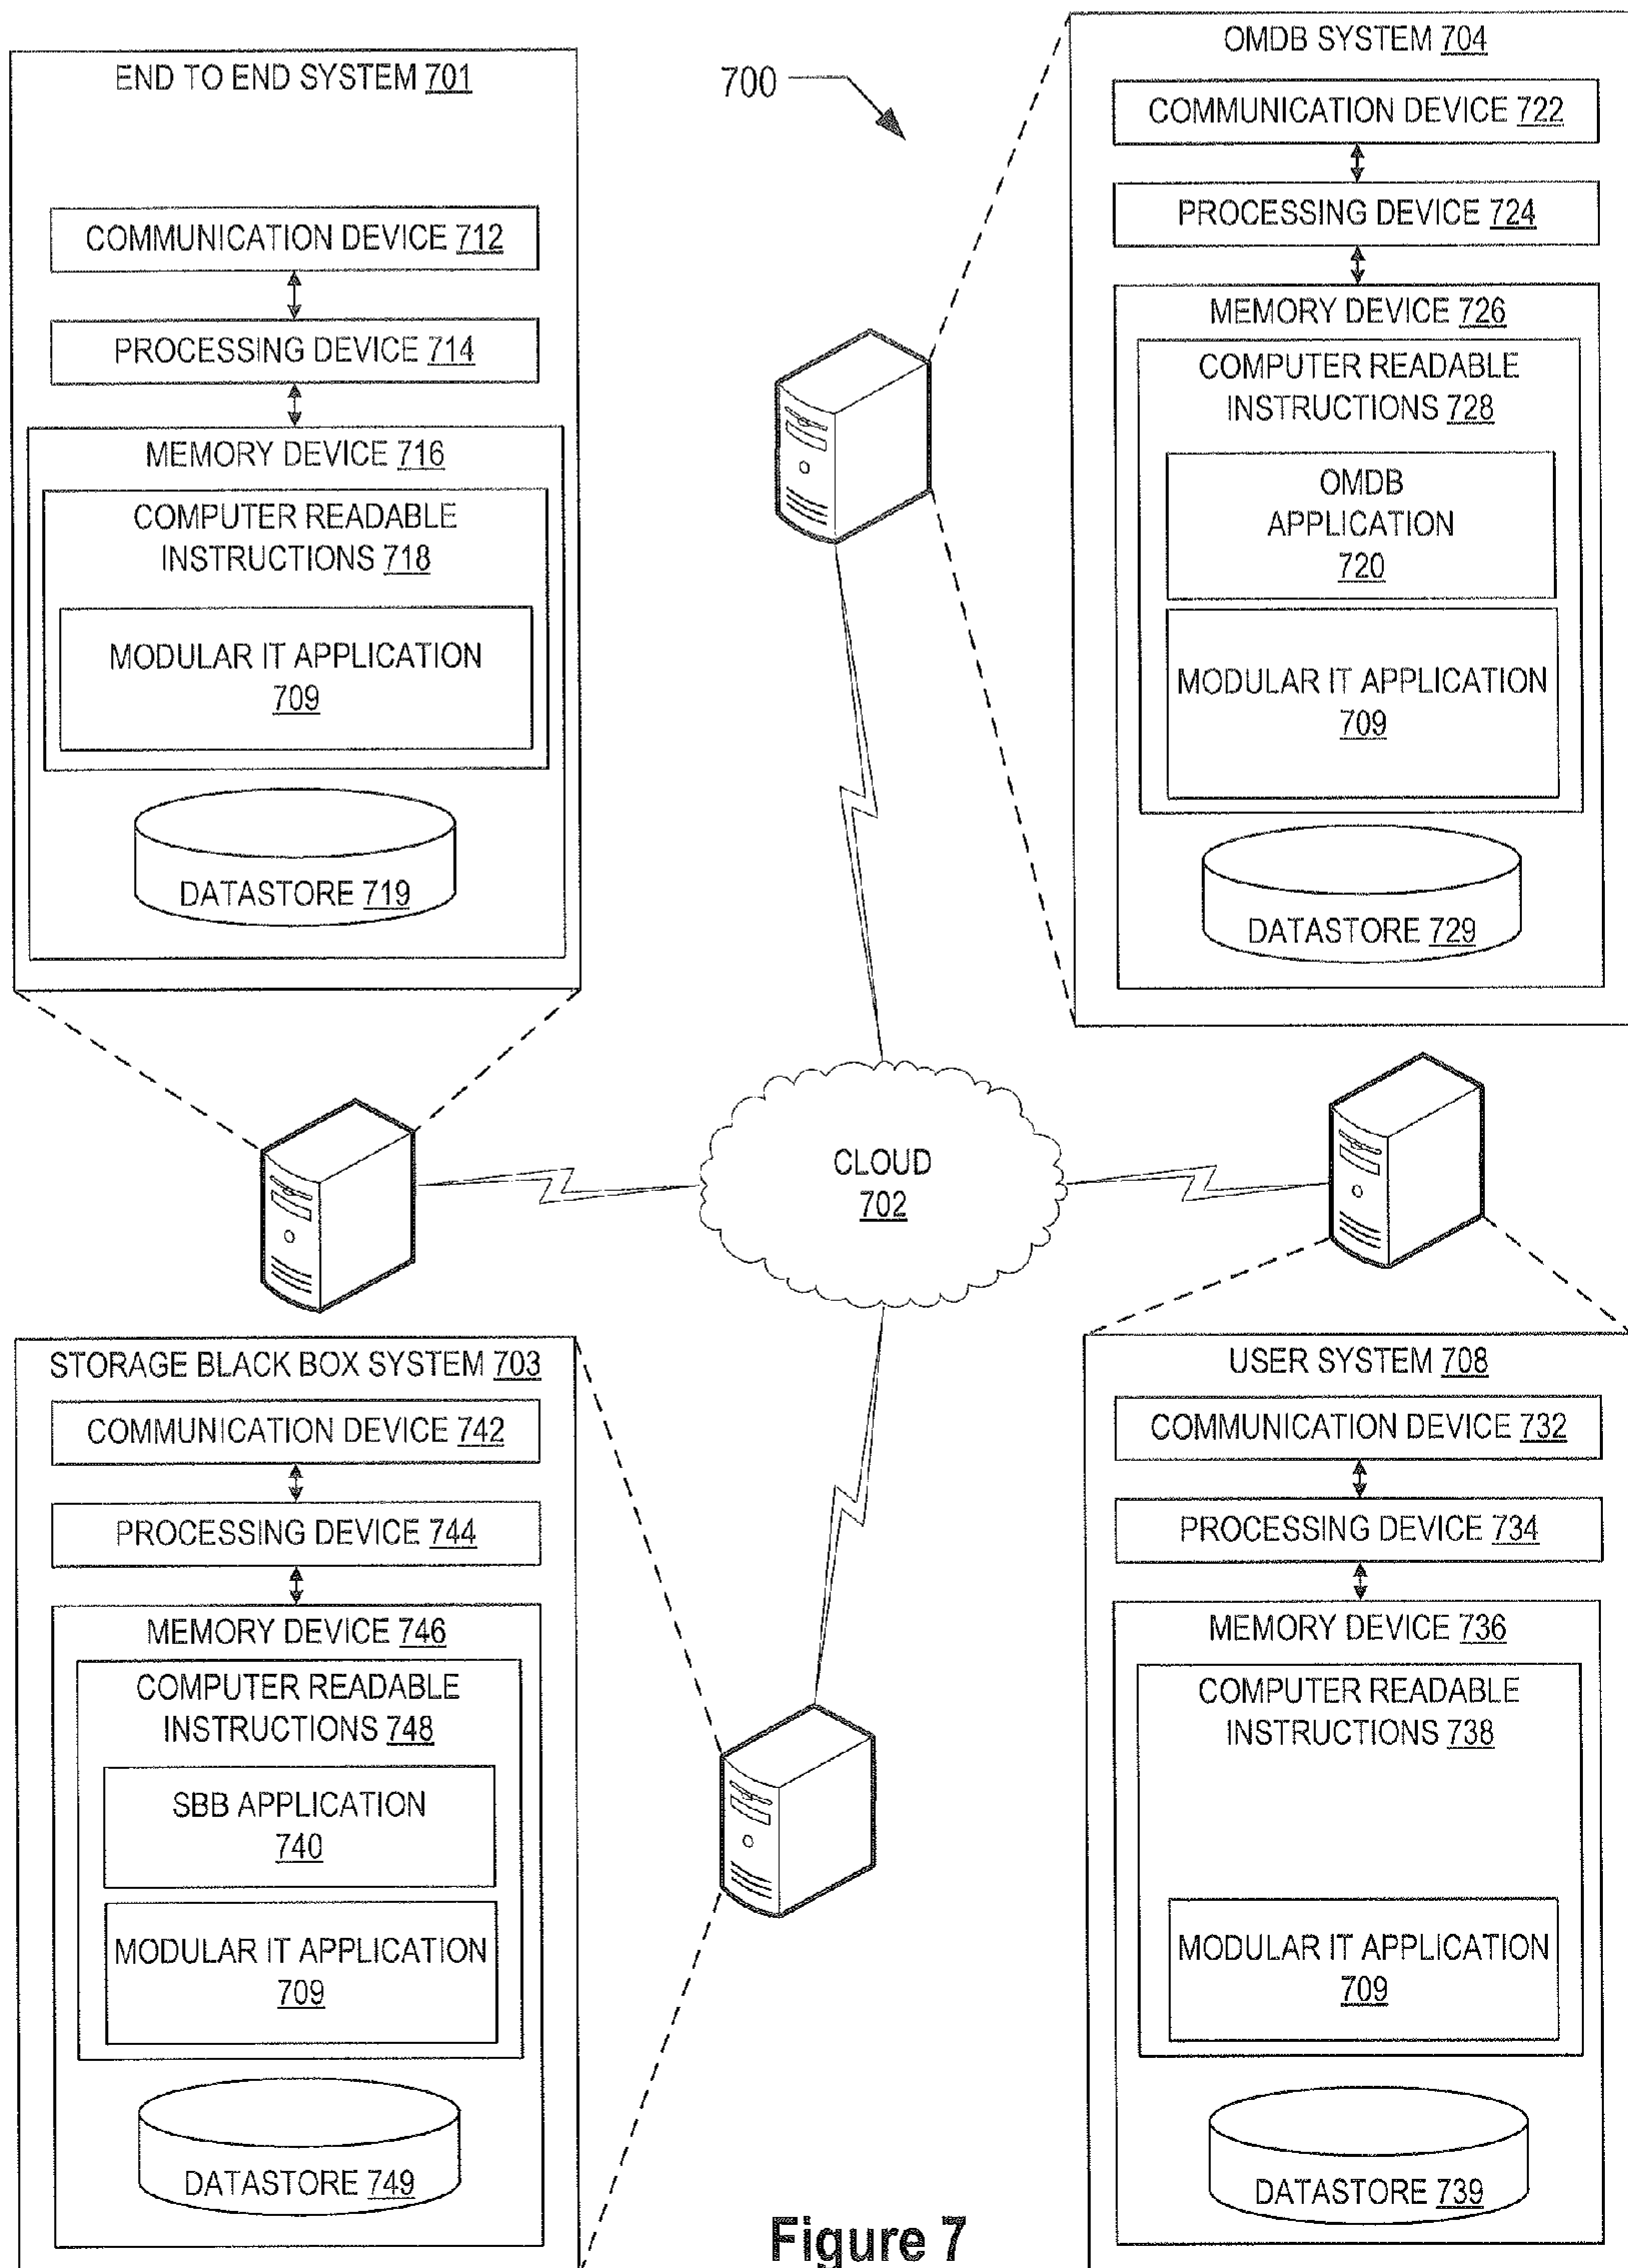 END TO END SYSTEM 701
COMMUNICATION DEVICE 712
PROCESSING DEVICE 714
MEMORY DEVICE 716
COMPUTER READABLE
INSTRUCTIONS 718
MODULAR IT APPLICATION
709
DATASTORE 719
700
OMDB SYSTEM 704
COMMUNICATION DEVICE 722
PROCESSING DEVICE 724
MEMORY DEVICE 726
COMPUTER READABLE
INSTRUCTIONS 728
OMDB
APPLICATION
720
MODULAR IT APPLICATION
709
DATASTORE 729
CLOUD
702
STORAGE BLACK BOX SYSTEM 703
COMMUNICATION DEVICE 742
PROCESSING DEVICE 744
MEMORY DEVICE 746
COMPUTER READABLE
INSTRUCTIONS 748
SBB APPLICATION
740
MODULAR IT APPLICATION
709
DATASTORE 749
USER SYSTEM 708
COMMUNICATION DEVICE 732
PROCESSING DEVICE 734
MEMORY DEVICE 736
COMPUTER READABLE
INSTRUCTIONS 738
MODULAR IT APPLICATION
709
DATASTORE 739
Figure 7